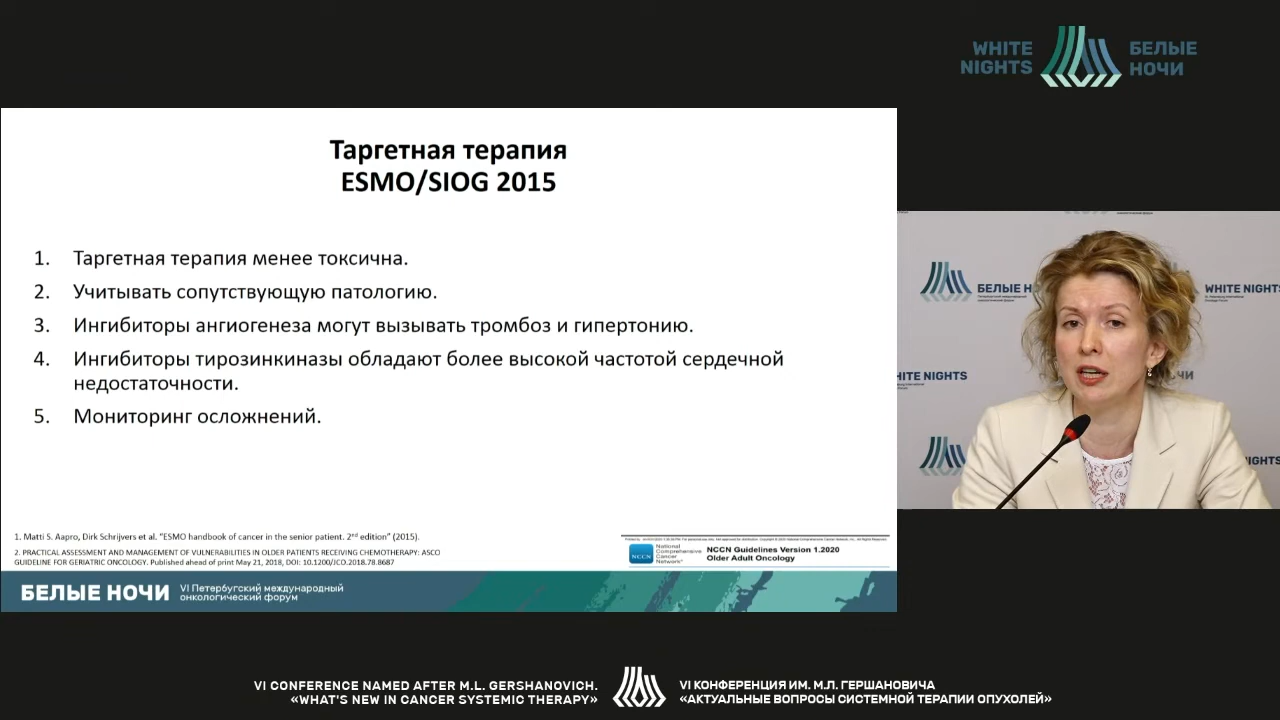 WHITE
NIGHTS
БЕЛЫЕ
НОЧИ
Таргетная терапия
ESMO/SIOG 2015
1. Таргетная терапия менее токсична.
2. Учитывать сопутствующую патологию.
3. Ингибиторы ангиогенеза могут вызывать тромбоз и гипертонию.
4. Ингибиторы тирозинкиназы обладают более высокой частотой сердечной
недостаточности.
5. Мониторинг осложнений.
1. Matti S. Aapro, Dirk Schrijvers et al. "ESMO handbook of cancer in the senior patient. 2nd edition" (2015).
2. PRACTICAL ASSESSMENT AND MANAGEMENT OF VULNERABILITIES IN OLDER PATIENTS RECEIVING CHEMOTHERAPY: ASCO
GUIDELINE FOR GERIATRIC ONCOLOGY. Published ahead of print May 21, 2018, DOI: 10.1200/JCO.2018.78.8687
NCCN
National
Comprehensive
Cancer
Network®
NCCN Guidelines Version 1.2020
Older Adult Oncology
БЕЛЫЕ НОЧИ
VI Петербугский международный
онкологический форум
БЕЛЫЕ
WHITE NIGHTS
WHITE NIGHTS
VI CONFERENCE NAMED AFTER M.L. GERSHANOVICH.
«WHAT'S NEW IN CANCER SYSTEMIC THERAPY»
VI КОНФЕРЕНЦИЯ ИМ. М.Л. ГЕРШАНОВИЧА
«АКТУАЛЬНЫЕ ВОПРОСЫ СИСТЕМНОЙ ТЕРАПИИ ОПУХОЛЕЙ»